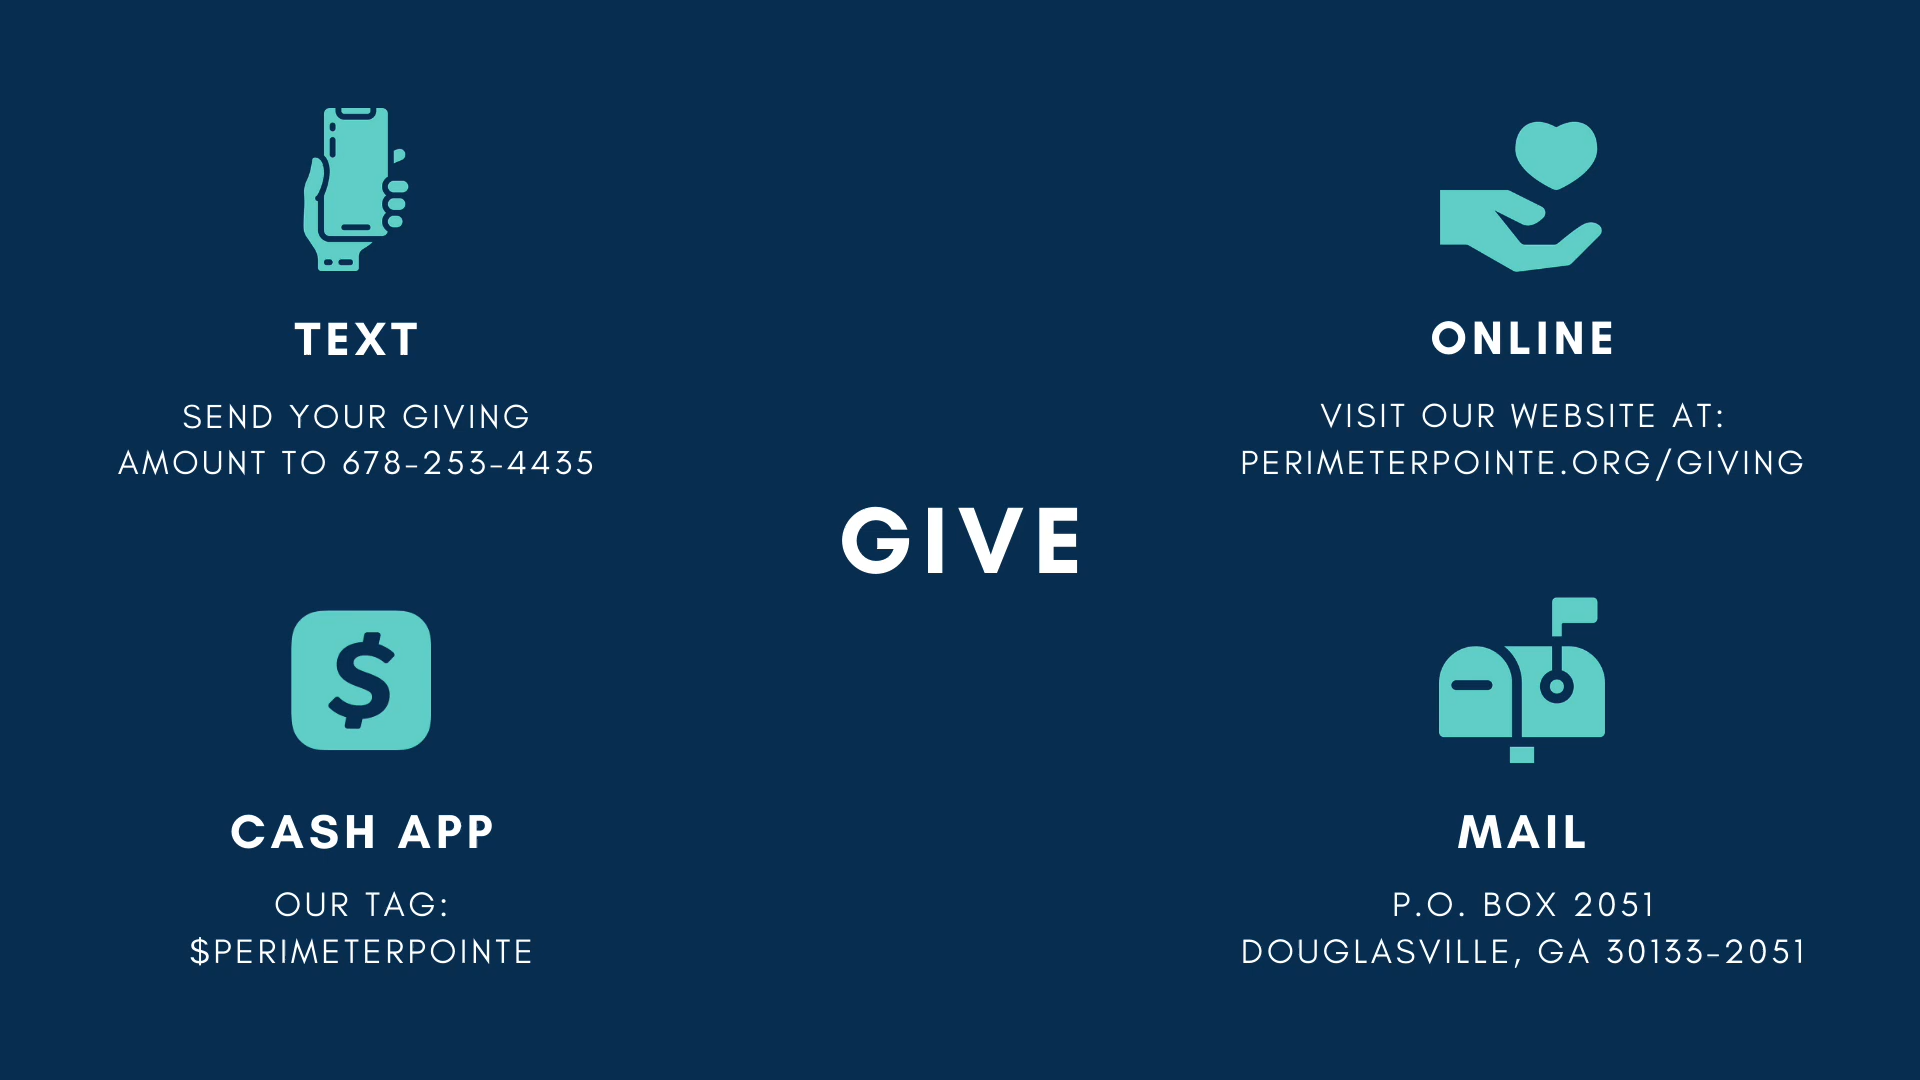 TEXT
SEND YOUR GIVING
AMOUNT TO 678-253-4435
ONLINE
VISIT OUR WEBSITE AT:
PERIMETERPOINTE.ORG/GIVING
GIVE
$
CASH APP
OUR TAG:
$PERIMETERPOINTE
MAIL
P.O. BOX 2051
DOUGLASVILLE, GA 30133-2051